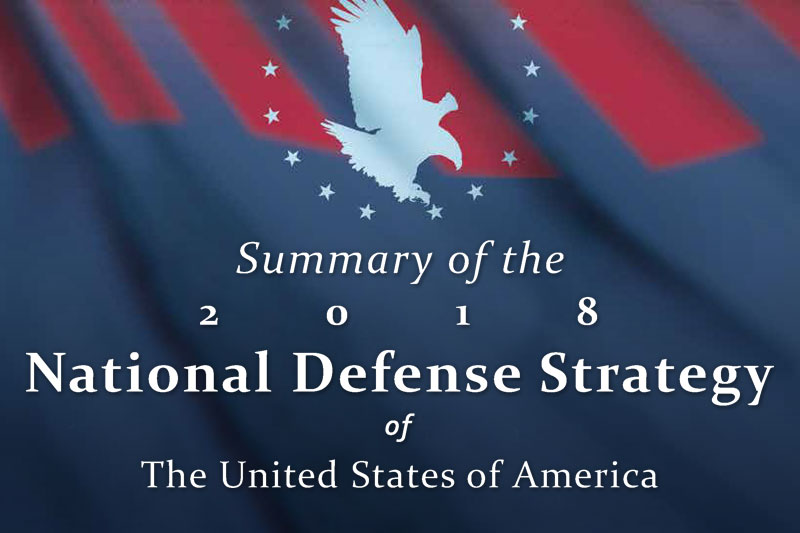 Summary of the
2 0 1 8
National Defense Strategy
of
The United States of America